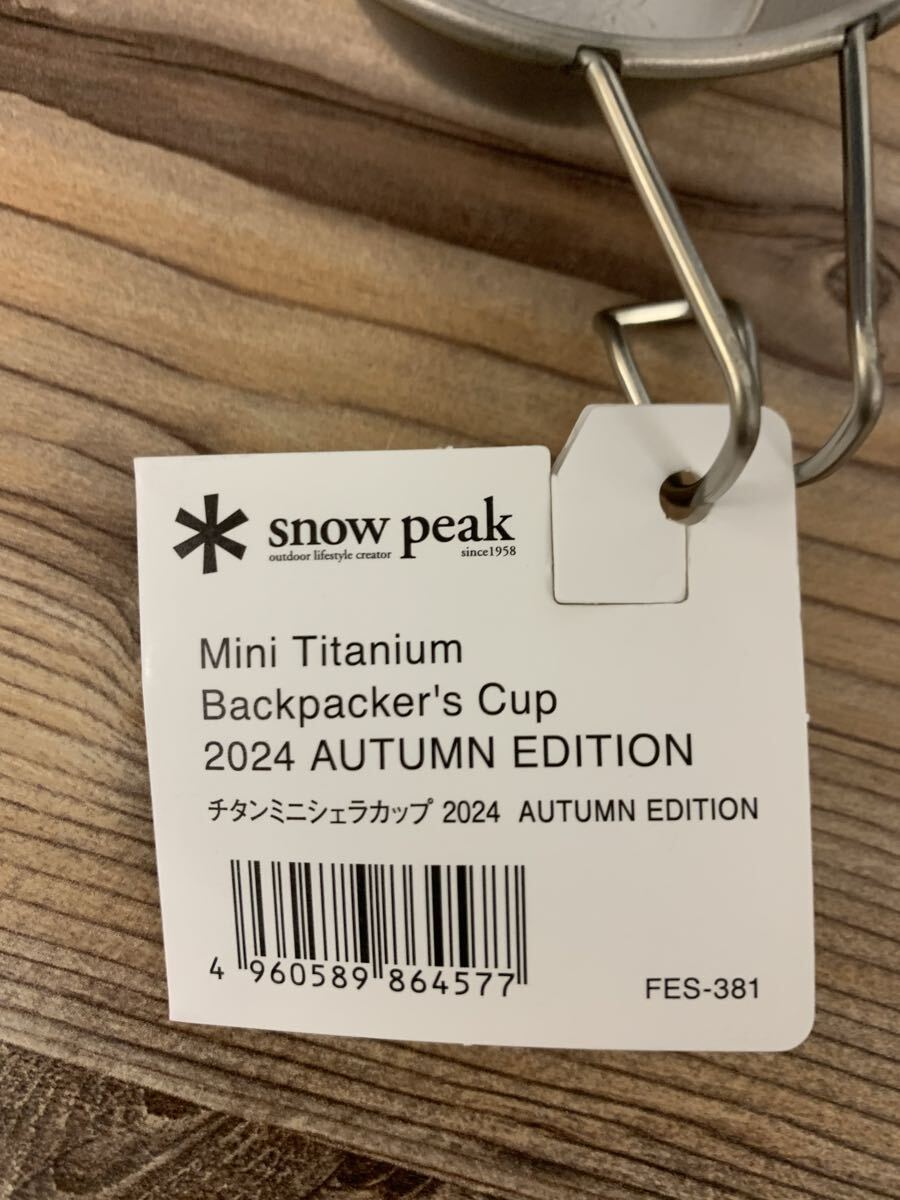 snow peak
outdoor lifestyle creator since1958
Mini Titanium
Backpacker's Cup
2024 AUTUMN EDITION
チタンミニシェラカップ 2024 AUTUMN EDITION
4 960589 864577
FES-381